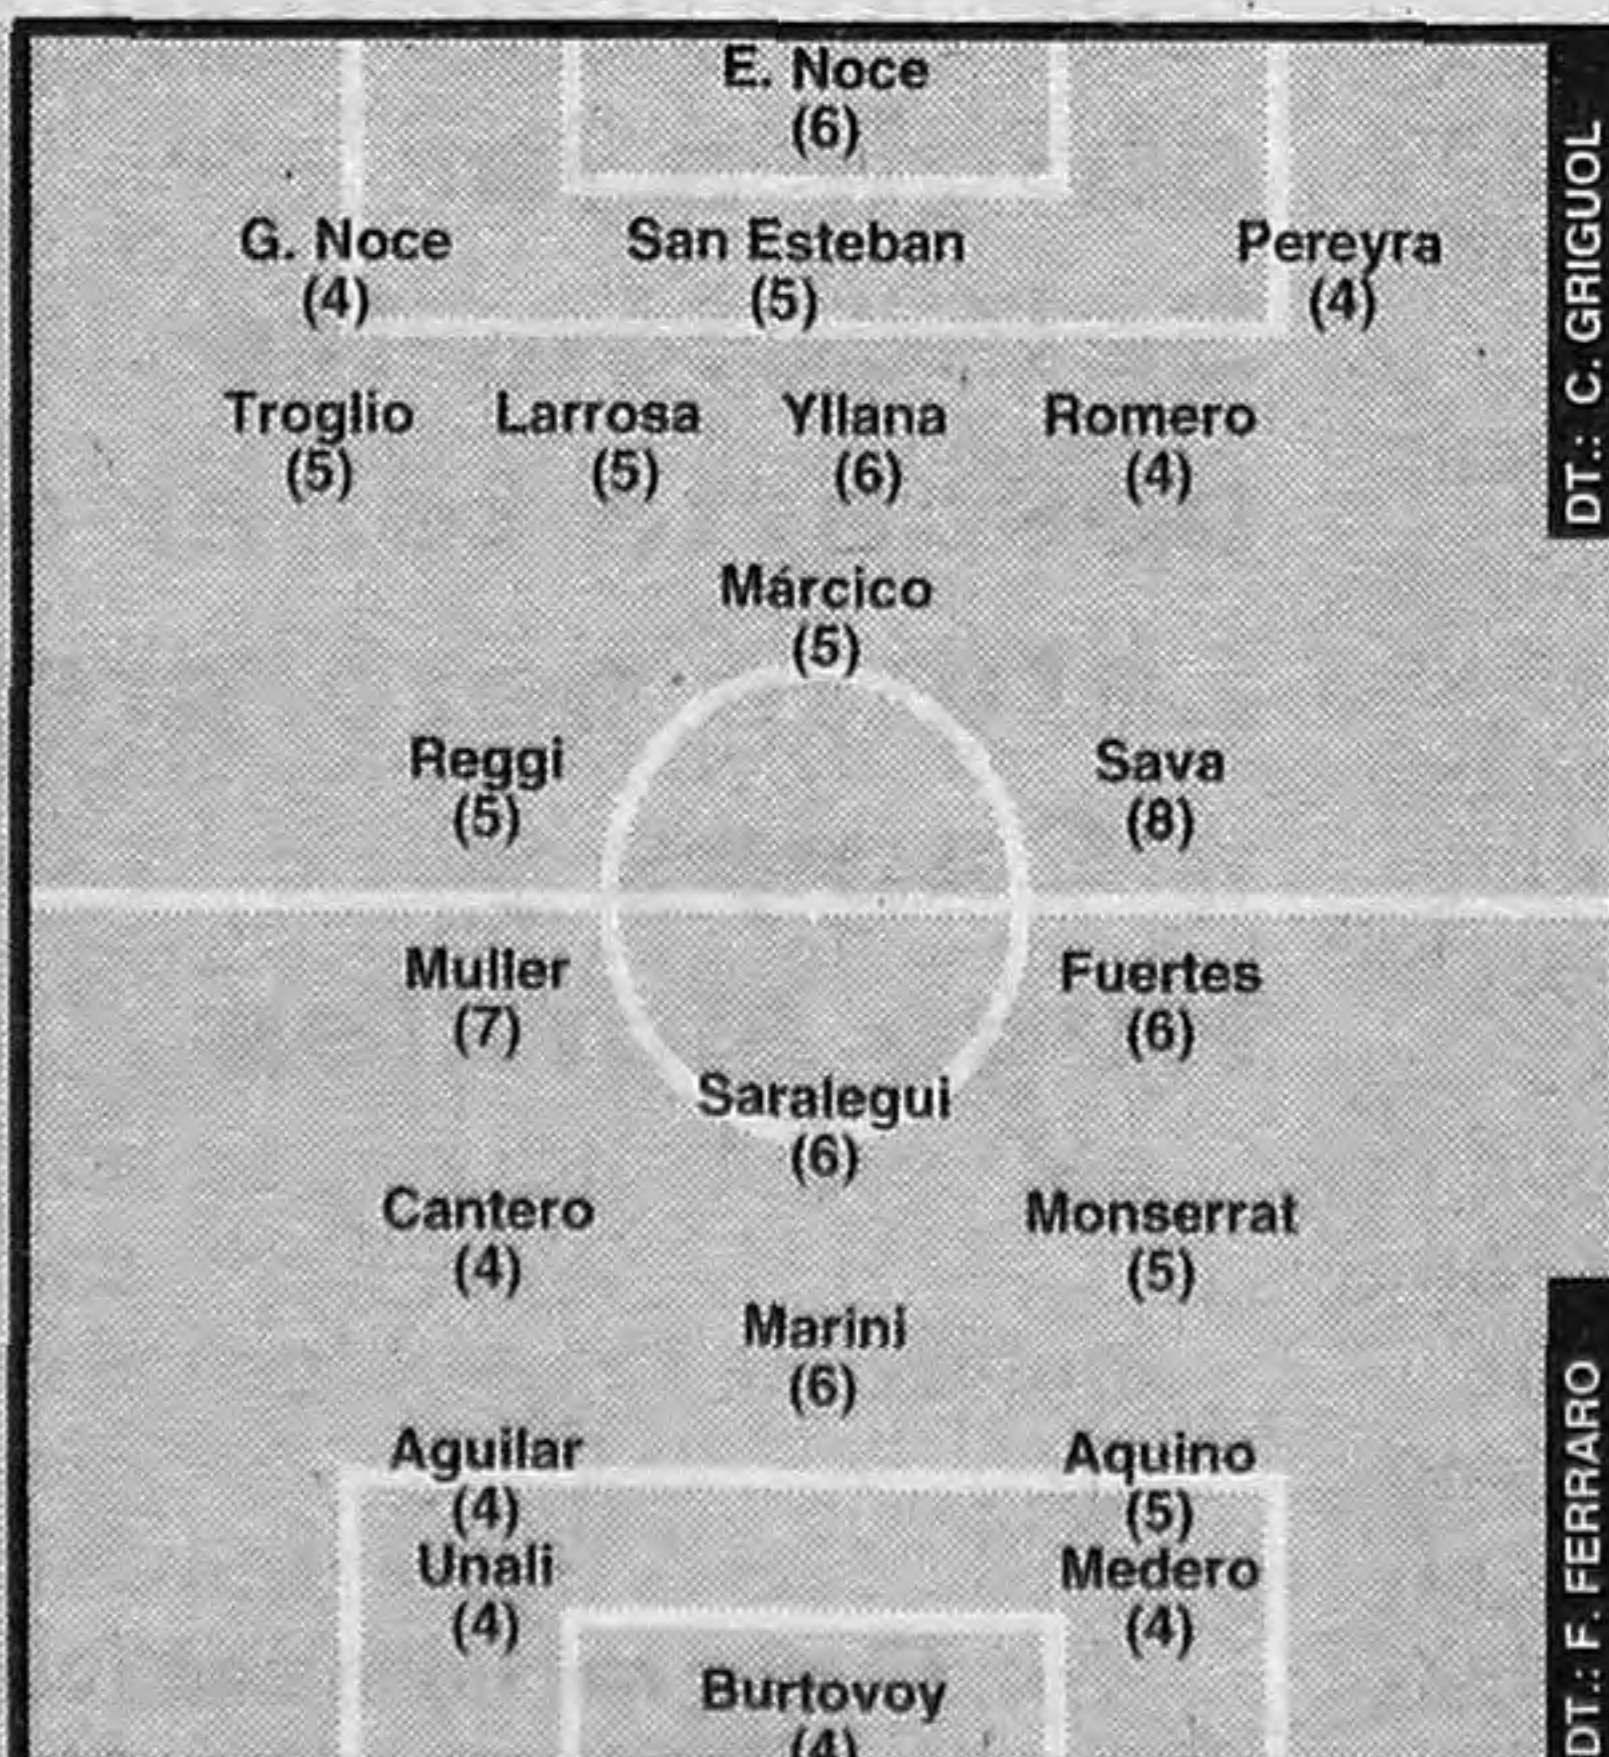 E. Noce
(6)
G. Noce San Esteban Pereyra
(4) (5) (4)
Troglio Larrosa Yllana Romero
(5) (5) (6) (4)
Márcico
(5)
Reggi Sava
(5) (8)
Muller Fuertes
(7) (6)
Saralegui
(6)
Cantero Monserrat
(4) (5)
Marini
(6)
Aguilar Aquino
(4) (5)
Unali Medero
(4) (4)
Burtovoy
(4)
DT.: C. GRIGUOL
DT.: F. FERRARO